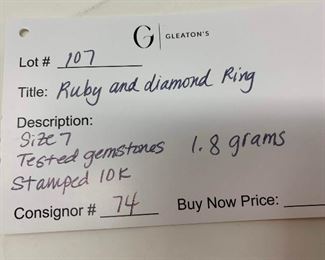 G | GLEATON'S
Lot # 107
Title: Ruby and diamond Ring
Description:
Size 7
Tested gemstones 1.8 grams
Stamped 10K
Consignor # 74 Buy Now Price: